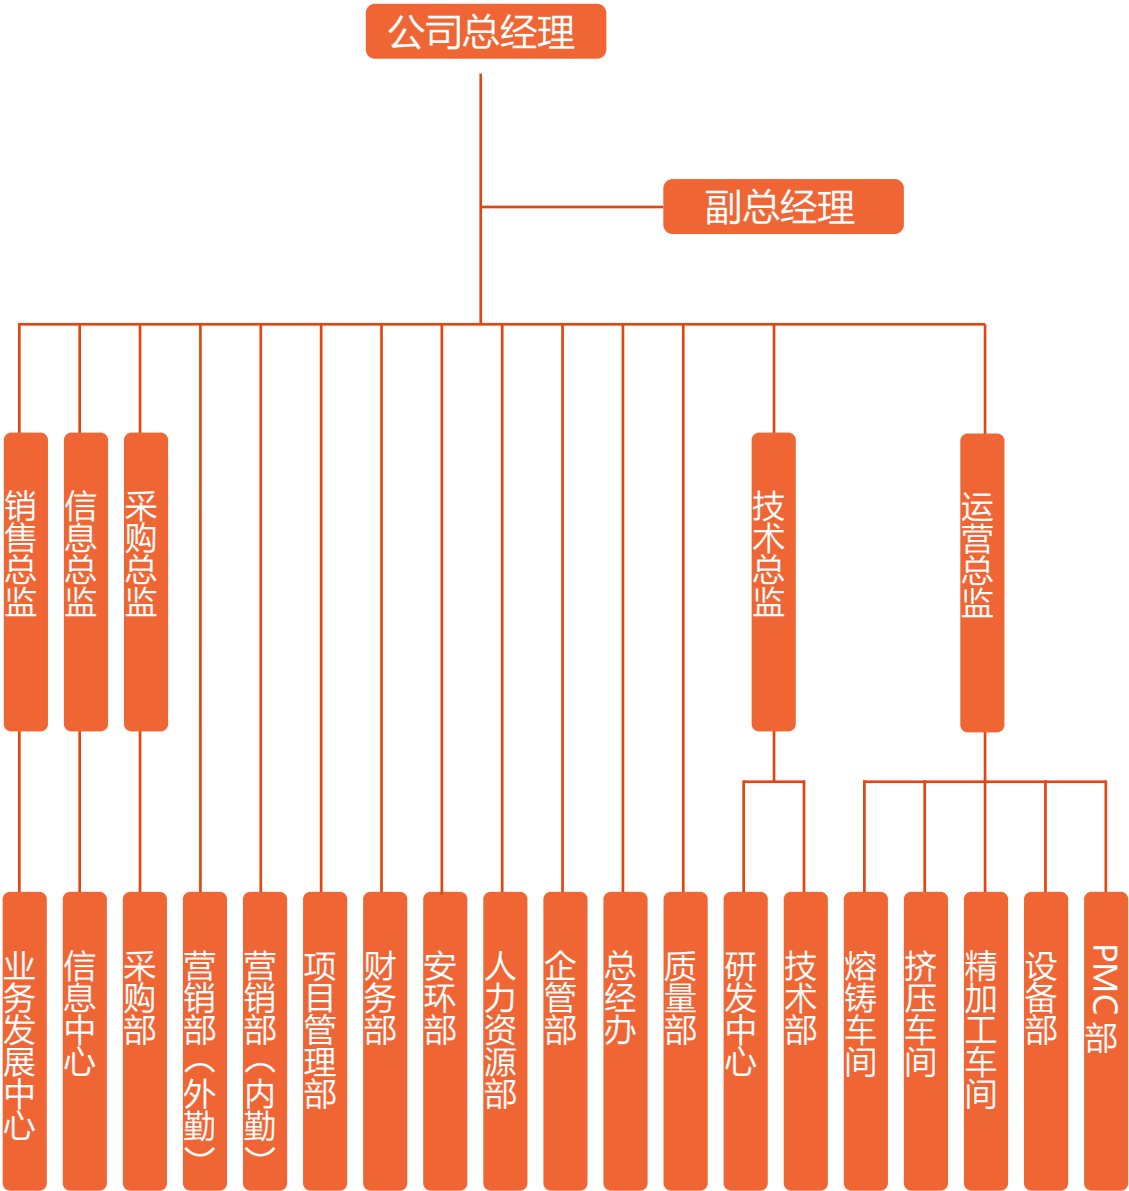 公司总经理
副总经理
销售总监
信息总监
采购总监
技术总监
运营总监
业务发展中心
信息中心
采购部
营销部（外勤）
营销部（内勤）
项目管理部
财务部
安环部
人力资源部
企管部
总经办
质量部
研发中心
技术部
熔铸车间
挤压车间
精加工车间
设备部
PMC部